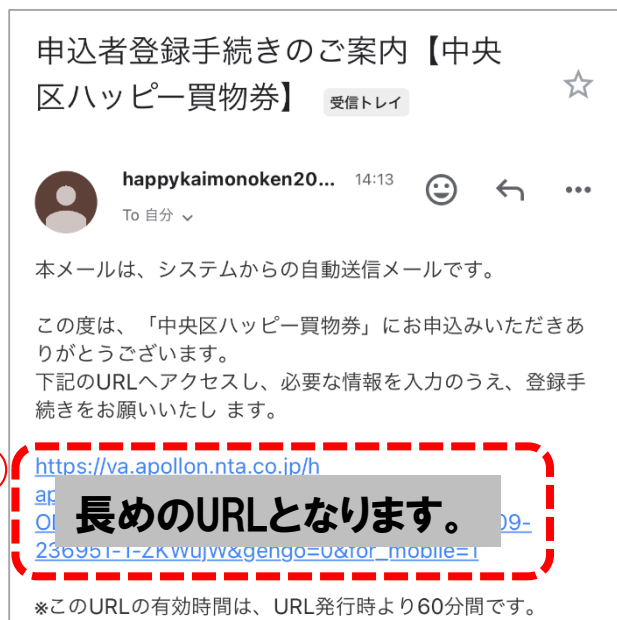 申込者登録手続きのご案内【中央
区ハッピー買物券】 受信トレイ
happykaimonoken20... 14:13
To 自分
本メールは、システムからの自動送信メールです。
この度は、「中央区ハッピー買物券」にお申込みいただきあ
りがとうございます。
下記のURLへアクセスし、必要な情報を入力のうえ、登録手
続きをお願いいたし ます。
https://va.apollon.nta.co.jp/h
長めのURLとなります。
09-
236951-1-ZKWujW&gengo=0&for_mobile=1
※このURLの有効時間は、URL発行時より60分間です。